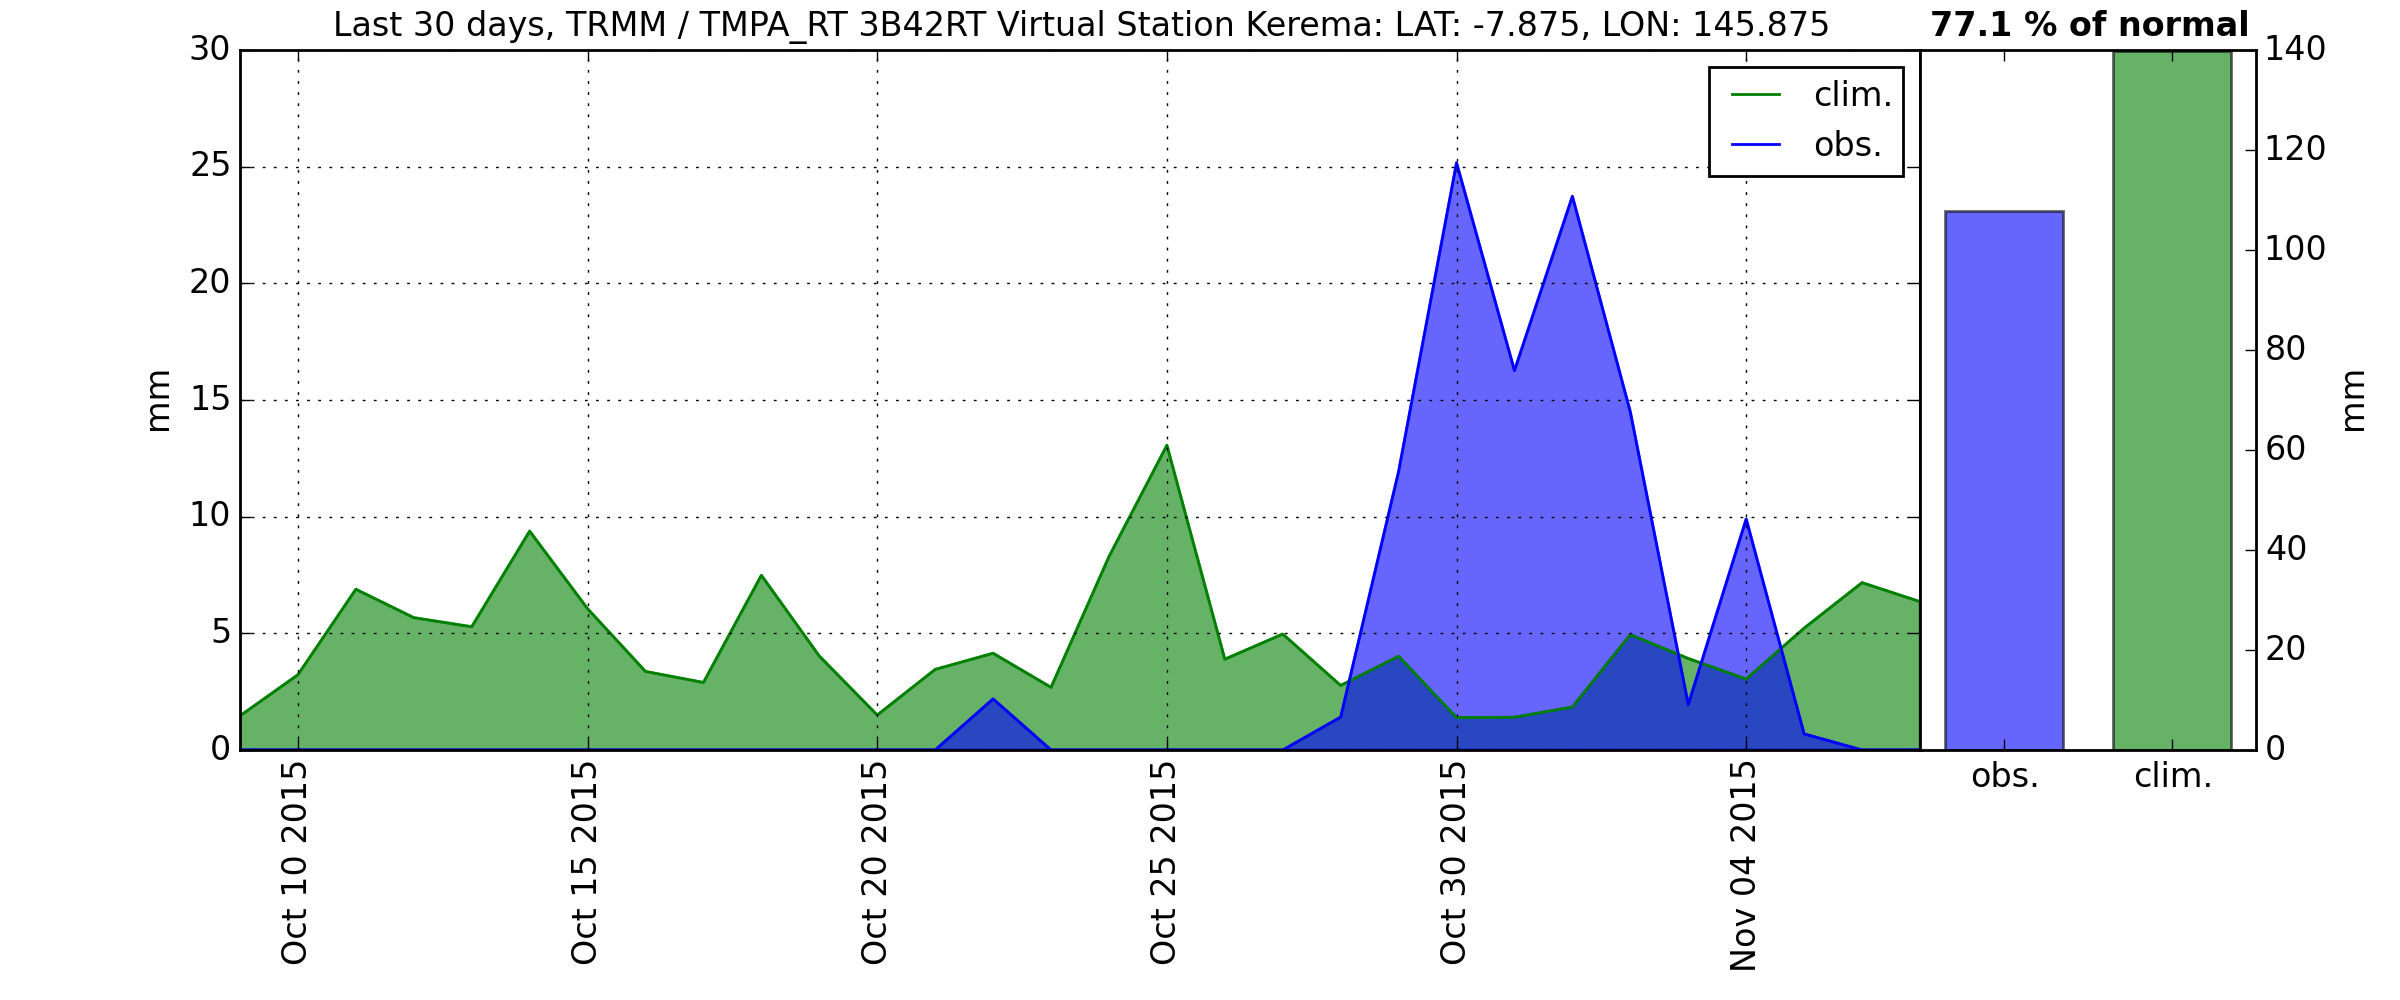 Last 30 days, TRMM / TMPA_RT 3B42RT Virtual Station Kerema: LAT: -7.875, LON: 145.875
77.1 % of normal
30
25
20
15
10
5
0
mm
clim.
obs.
Oct 10 2015
Oct 15 2015
Oct 20 2015
Oct 25 2015
Oct 30 2015
Nov 04 2015
obs.
clim.
140
120
100
80
60
40
20
0
mm